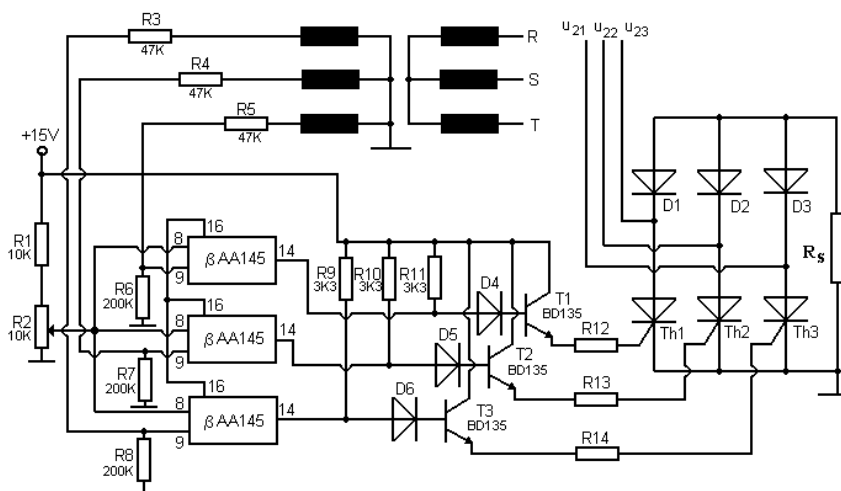 R3
47K
R
u21
u22
u23
R4
47K
S
R5
47K
T
+15V
D1
D2
D3
R1
10K
16
8
14
βAA145
9
R6
200K
R9
3K3
R10
3K3
R11
3K3
D4
T1
BD135
Rs
R2
10K
16
8
14
βAA145
9
D5
T2
BD135
R12
Th1
Th2
Th3
R7
200K
16
8
14
βAA145
9
D6
T3
BD135
R13
R8
200K
R14